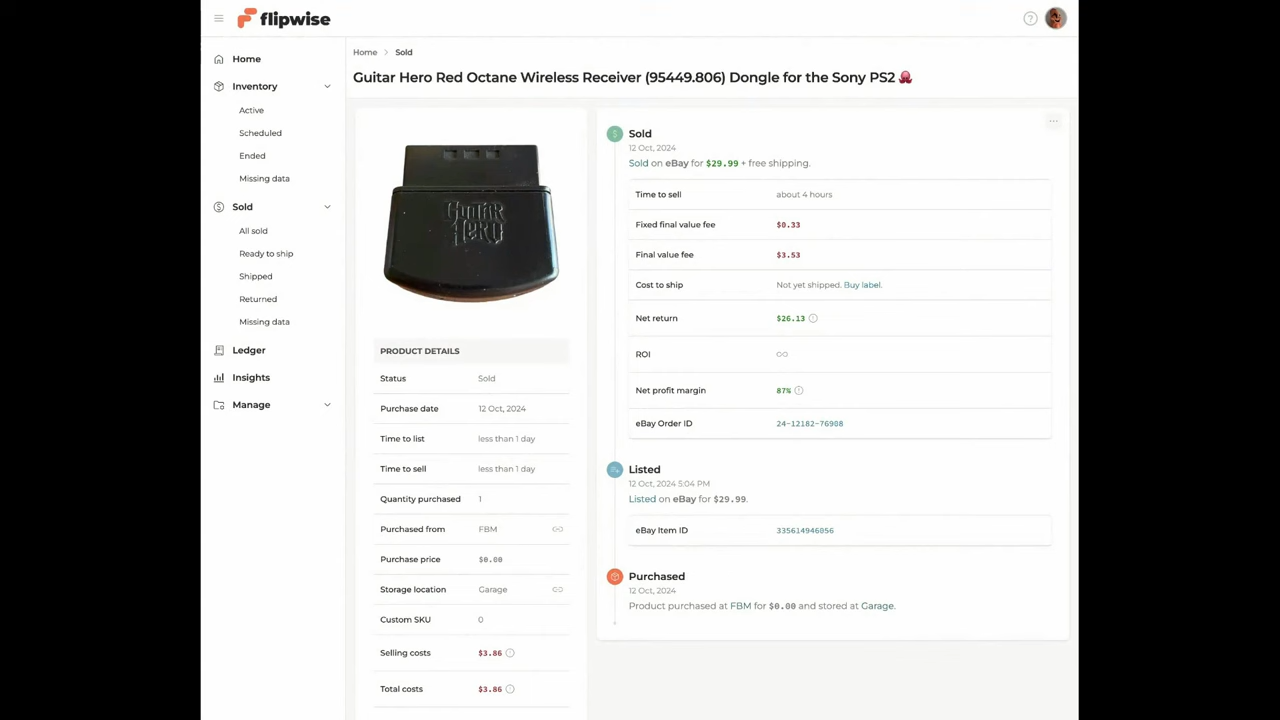 flipwise
Home
Inventory
Active
Scheduled
Ended
Missing data
Sold
All sold
Ready to ship
Shipped
Returned
Missing data
Ledger
Insights
Manage
Home > Sold
Guitar Hero Red Octane Wireless Receiver (95449.806) Dongle for the Sony PS2
GUITAR
HERO
PRODUCT DETAILS
Status Sold
Purchase date 12 Oct, 2024
Time to list less than 1 day
Time to sell less than 1 day
Quantity purchased 1
Purchased from FBM
Purchase price $0.00
Storage location Garage
Custom SKU 0
Selling costs $3.86
Total costs $3.86
Sold
12 Oct, 2024
Sold on eBay for $29.99 + free shipping.
Time to sell about 4 hours
Fixed final value fee $0.33
Final value fee $3.53
Cost to ship Not yet shipped. Buy label.
Net return $26.13
ROI ∞
Net profit margin 87%
eBay Order ID 24-12182-76908
Listed
12 Oct, 2024 5:04 PM
Listed on eBay for $29.99.
eBay Item ID 335614946056
Purchased
12 Oct, 2024
Product purchased at FBM for $0.00 and stored at Garage.